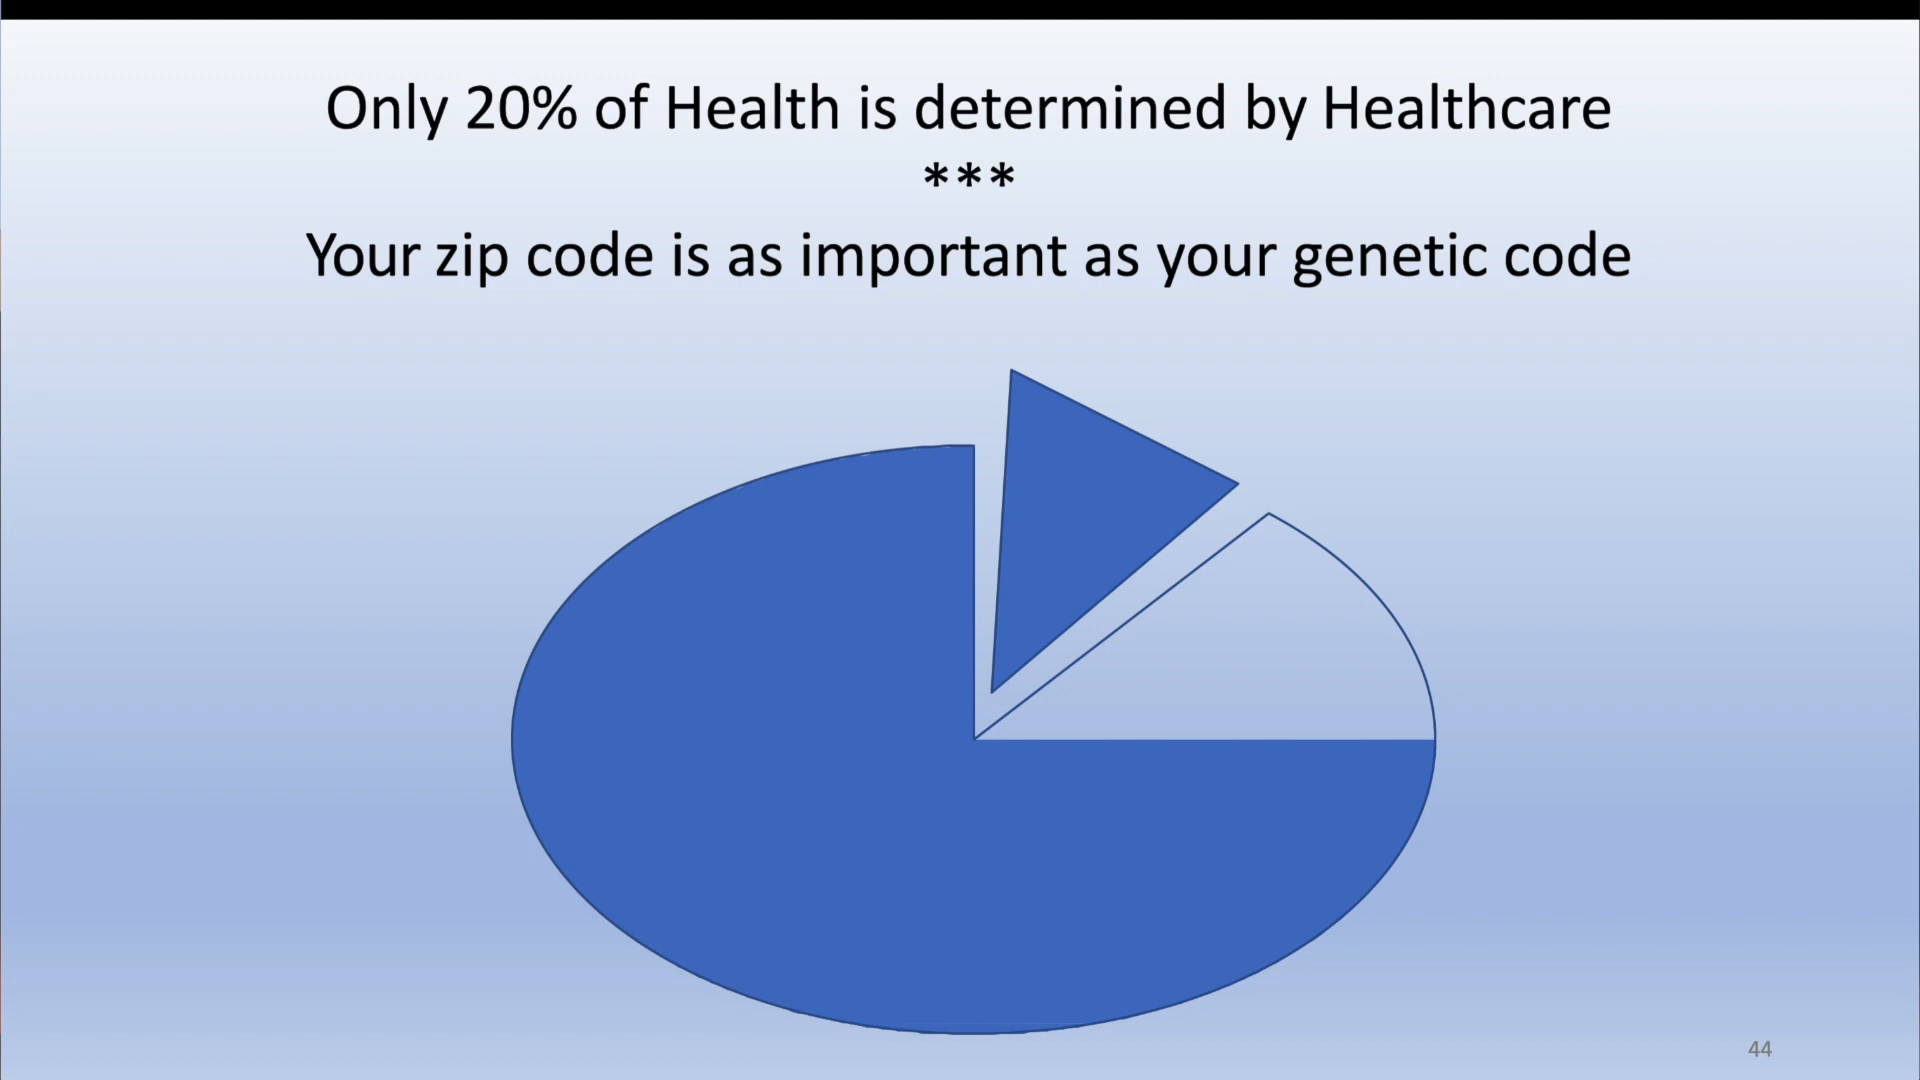 Only 20% of Health is determined by Healthcare
***
Your zip code is as important as your genetic code
44